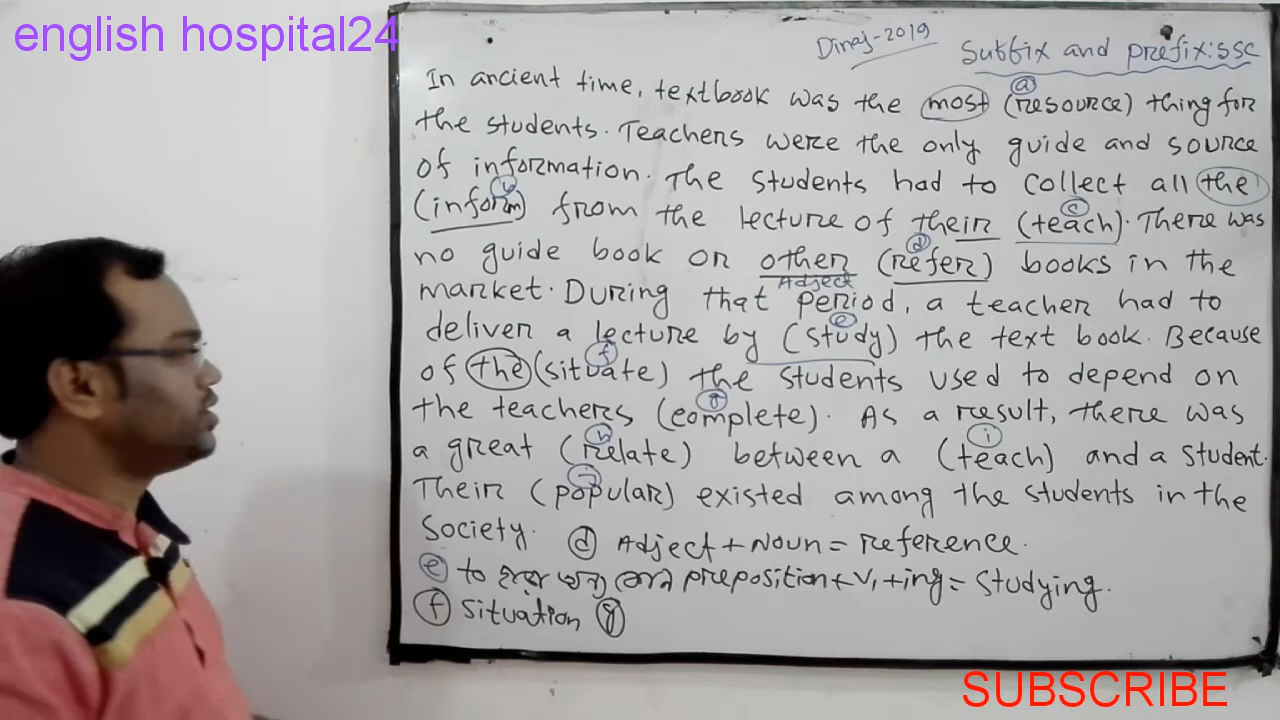 english hospital24
Dinaj-2019
Suffix and prefix:SSC
In ancient time, textbook was the most (resource) thing for
a
the students. Teachers were the only guide and source
of information. The students had to collect all the
b
(inform) from the lecture of their (teach). There was
c
no guide book or other (refer) books in the
d
Adject
market. During that period, a teacher had to
deliver a lecture by (study) the text book. Because
e
of the (situate) the students used to depend on
f
the teachers (complete). As a result, there was
g
a great (relate) between a (teach) and a student.
h
i
Their (popular) existed among the students in the
Society.
d Adject + Noun = reference.
e to ছাড়া অন্য কোন preposition + V1 + ing = Studying.
f Situation g
SUBSCRIBE